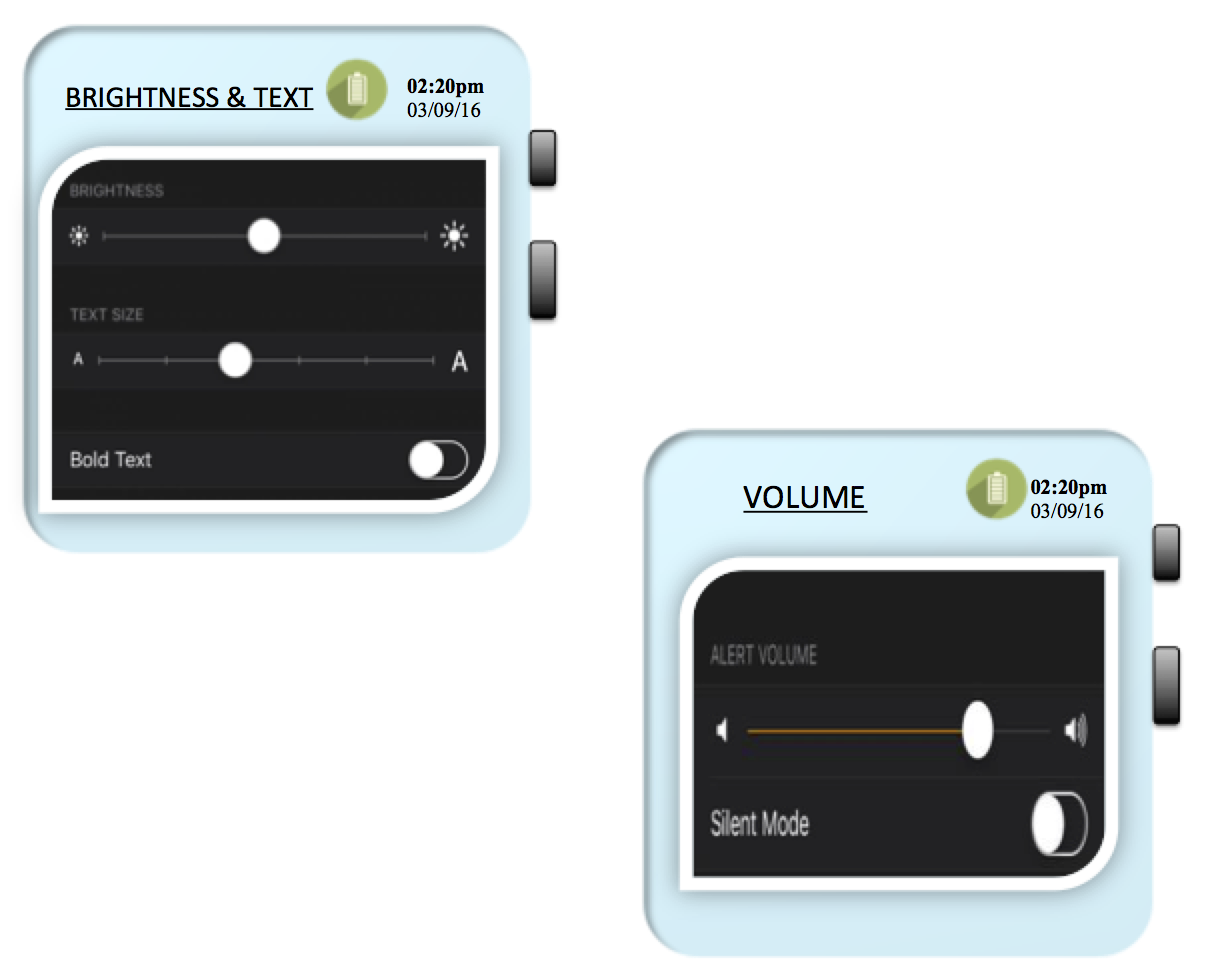 BRIGHTNESS & TEXT
02:20pm
03/09/16
BRIGHTNESS
TEXT SIZE
A A
Bold Text
VOLUME
02:20pm
03/09/16
ALERT VOLUME
Silent Mode